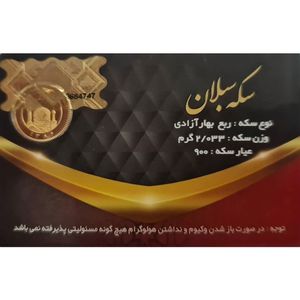 سکه سبلان
نوع سکه : ربع بهار آزادی
وزن سکه : ۲/۰۳۳ گرم
عیار سکه : ۹۰۰
توجه : در صورت باز شدن وکیوم و نداشتن هولوگرام هیچ گونه مسئولیتی پذیرفته نمی باشد